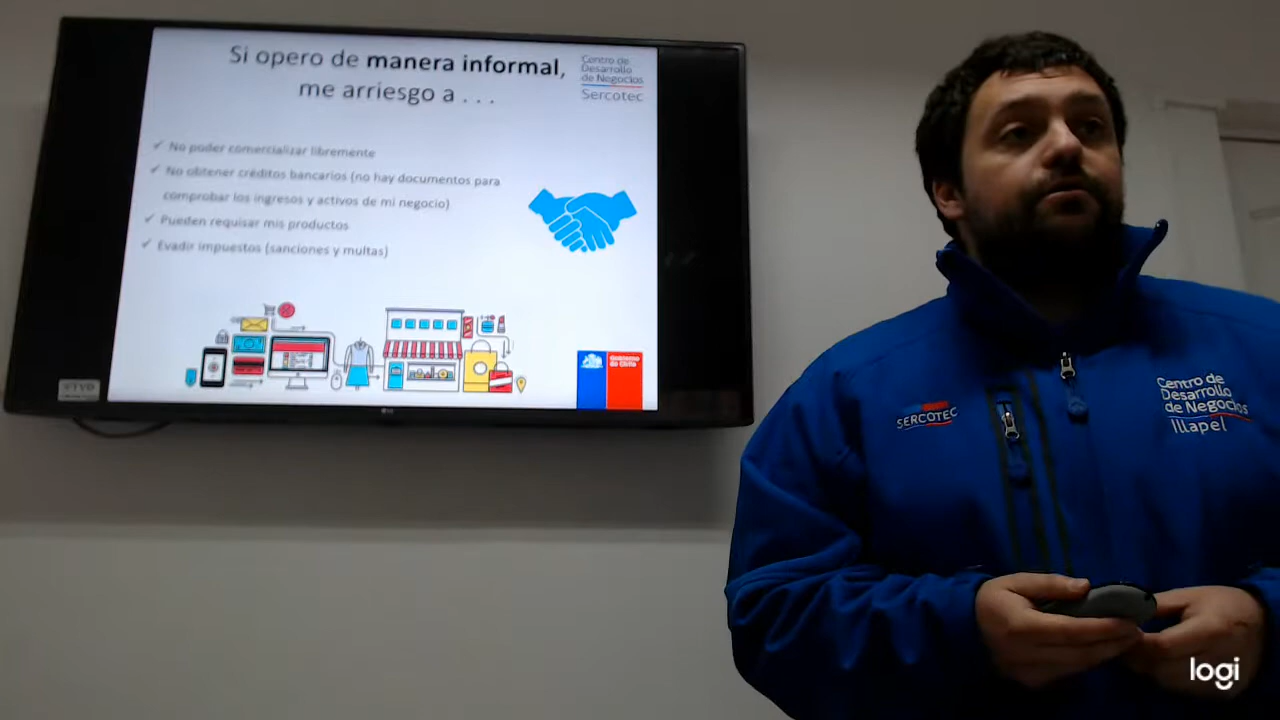 Si opero de manera informal,
me arriesgo a . . .
Centro de
Desarrollo
de Negocios
Sercotec
No poder comercializar libremente
No obtener créditos bancarios (no hay documentos para
comprobar los ingresos y activos de mi negocio)
Pueden requisar mis productos
Evadir impuestos (sanciones y multas)
Gobierno
de Chile
LG
SERCOTEC
Centro de
Desarrollo
de Negocios
Illapel
logi